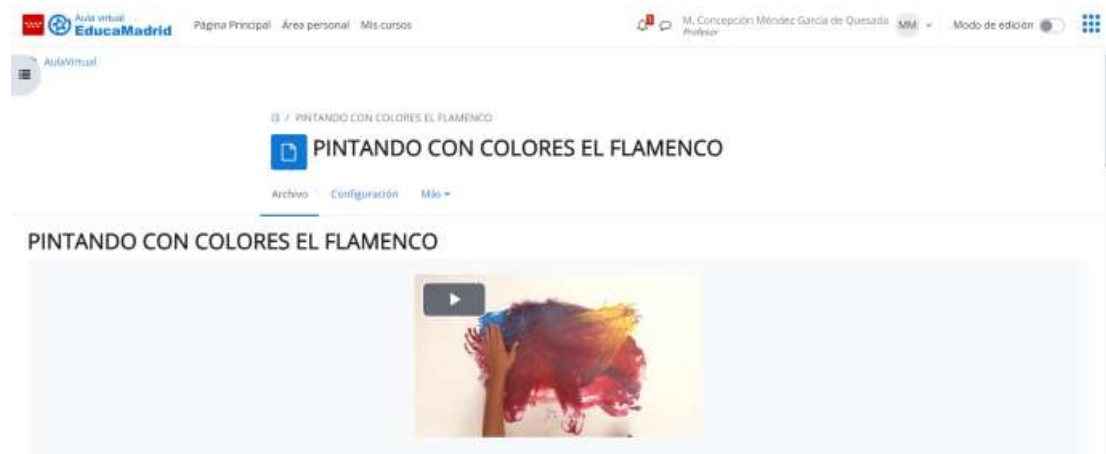 Aula virtual
EducaMadrid
Página Principal Área personal Mis cursos
M. Concepción Méndez García de Quesada
Profesor
MM
Modo de edición
AulaVirtual
/ PINTANDO CON COLORES EL FLAMENCO
PINTANDO CON COLORES EL FLAMENCO
Archivo Configuración Más
PINTANDO CON COLORES EL FLAMENCO